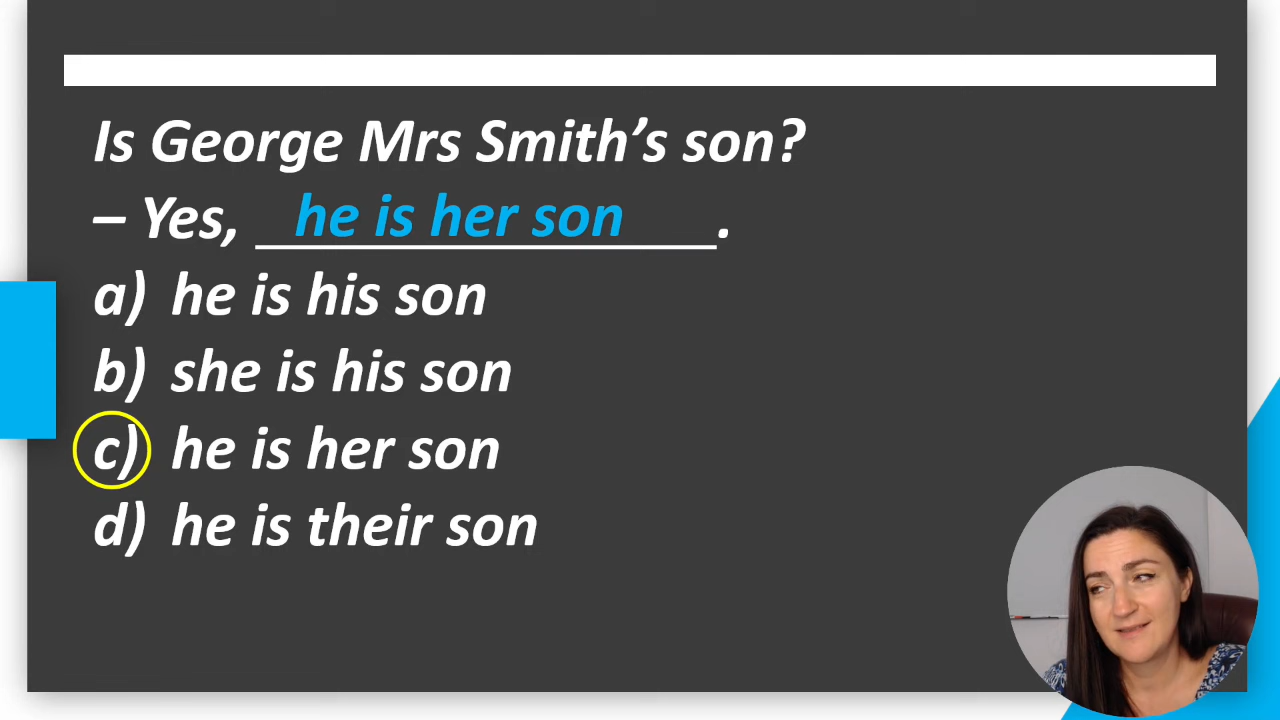 Is George Mrs Smith’s son?
– Yes, he is her son.
a) he is his son
b) she is his son
c) he is her son
d) he is their son